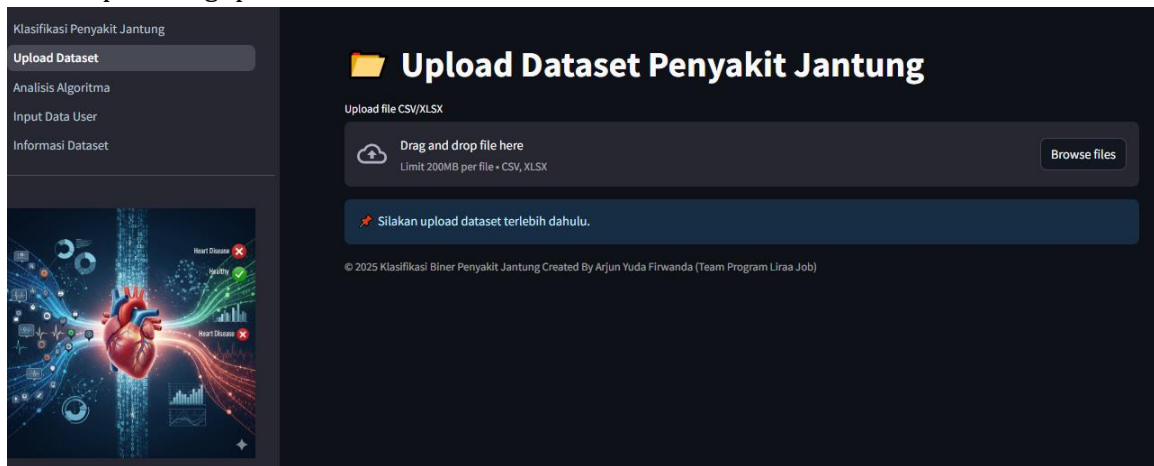 Klasifikasi Penyakit Jantung
Upload Dataset
Analisis Algoritma
Input Data User
Informasi Dataset
Heart Disease
Healthy
Heart Disease
Upload Dataset Penyakit Jantung
Upload file CSV/XLSX
Drag and drop file here
Limit 200MB per file • CSV, XLSX
Browse files
Silakan upload dataset terlebih dahulu.
© 2025 Klasifikasi Biner Penyakit Jantung Created By Arjun Yuda Firwanda (Team Program Liraa Job)